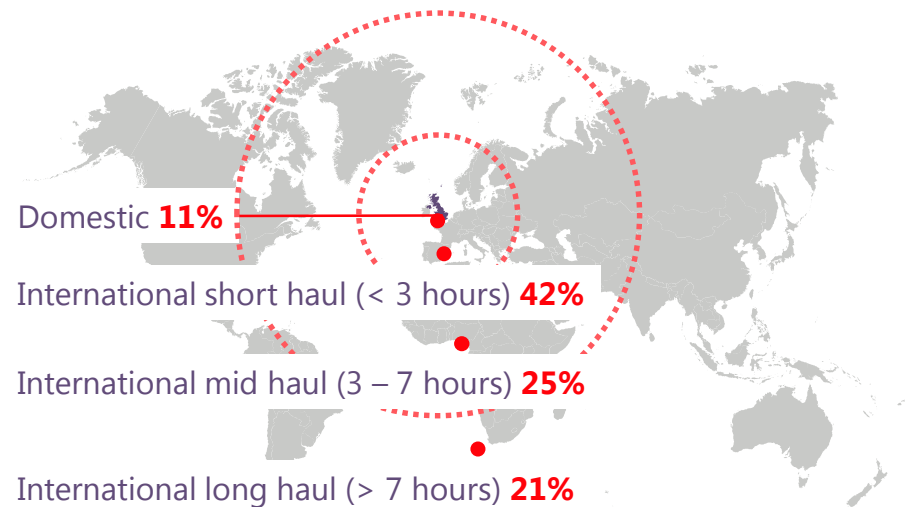 Domestic 11%
International short haul (< 3 hours) 42%
International mid haul (3 – 7 hours) 25%
International long haul (> 7 hours) 21%